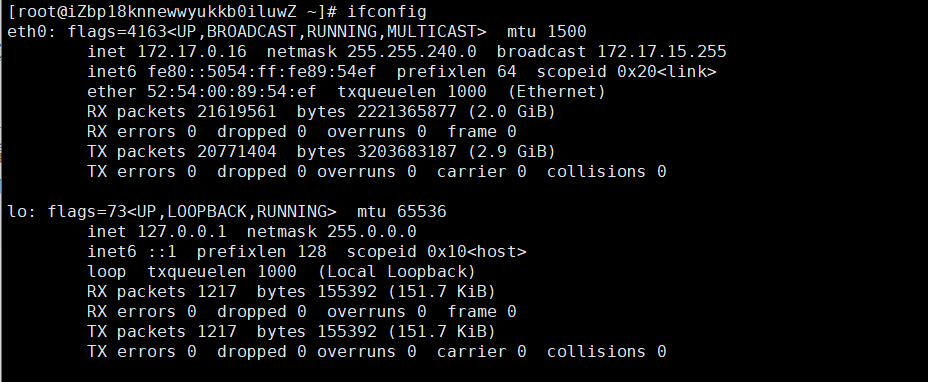 [root@iZbp18knnewwyukkb0iluwZ ~]# ifconfig
eth0: flags=4163<UP,BROADCAST,RUNNING,MULTICAST>  mtu 1500
        inet 172.17.0.16  netmask 255.255.240.0  broadcast 172.17.15.255
        inet6 fe80::5054:ff:fe89:54ef  prefixlen 64  scopeid 0x20<link>
        ether 52:54:00:89:54:ef  txqueuelen 1000  (Ethernet)
        RX packets 21619561  bytes 2221365877 (2.0 GiB)
        RX errors 0  dropped 0  overruns 0  frame 0
        TX packets 20771404  bytes 3203683187 (2.9 GiB)
        TX errors 0  dropped 0 overruns 0  carrier 0  collisions 0

lo: flags=73<UP,LOOPBACK,RUNNING>  mtu 65536
        inet 127.0.0.1  netmask 255.0.0.0
        inet6 ::1  prefixlen 128  scopeid 0x10<host>
        loop  txqueuelen 1000  (Local Loopback)
        RX packets 1217  bytes 155392 (151.7 KiB)
        RX errors 0  dropped 0  overruns 0  frame 0
        TX packets 1217  bytes 155392 (151.7 KiB)
        TX errors 0  dropped 0 overruns 0  carrier 0  collisions 0